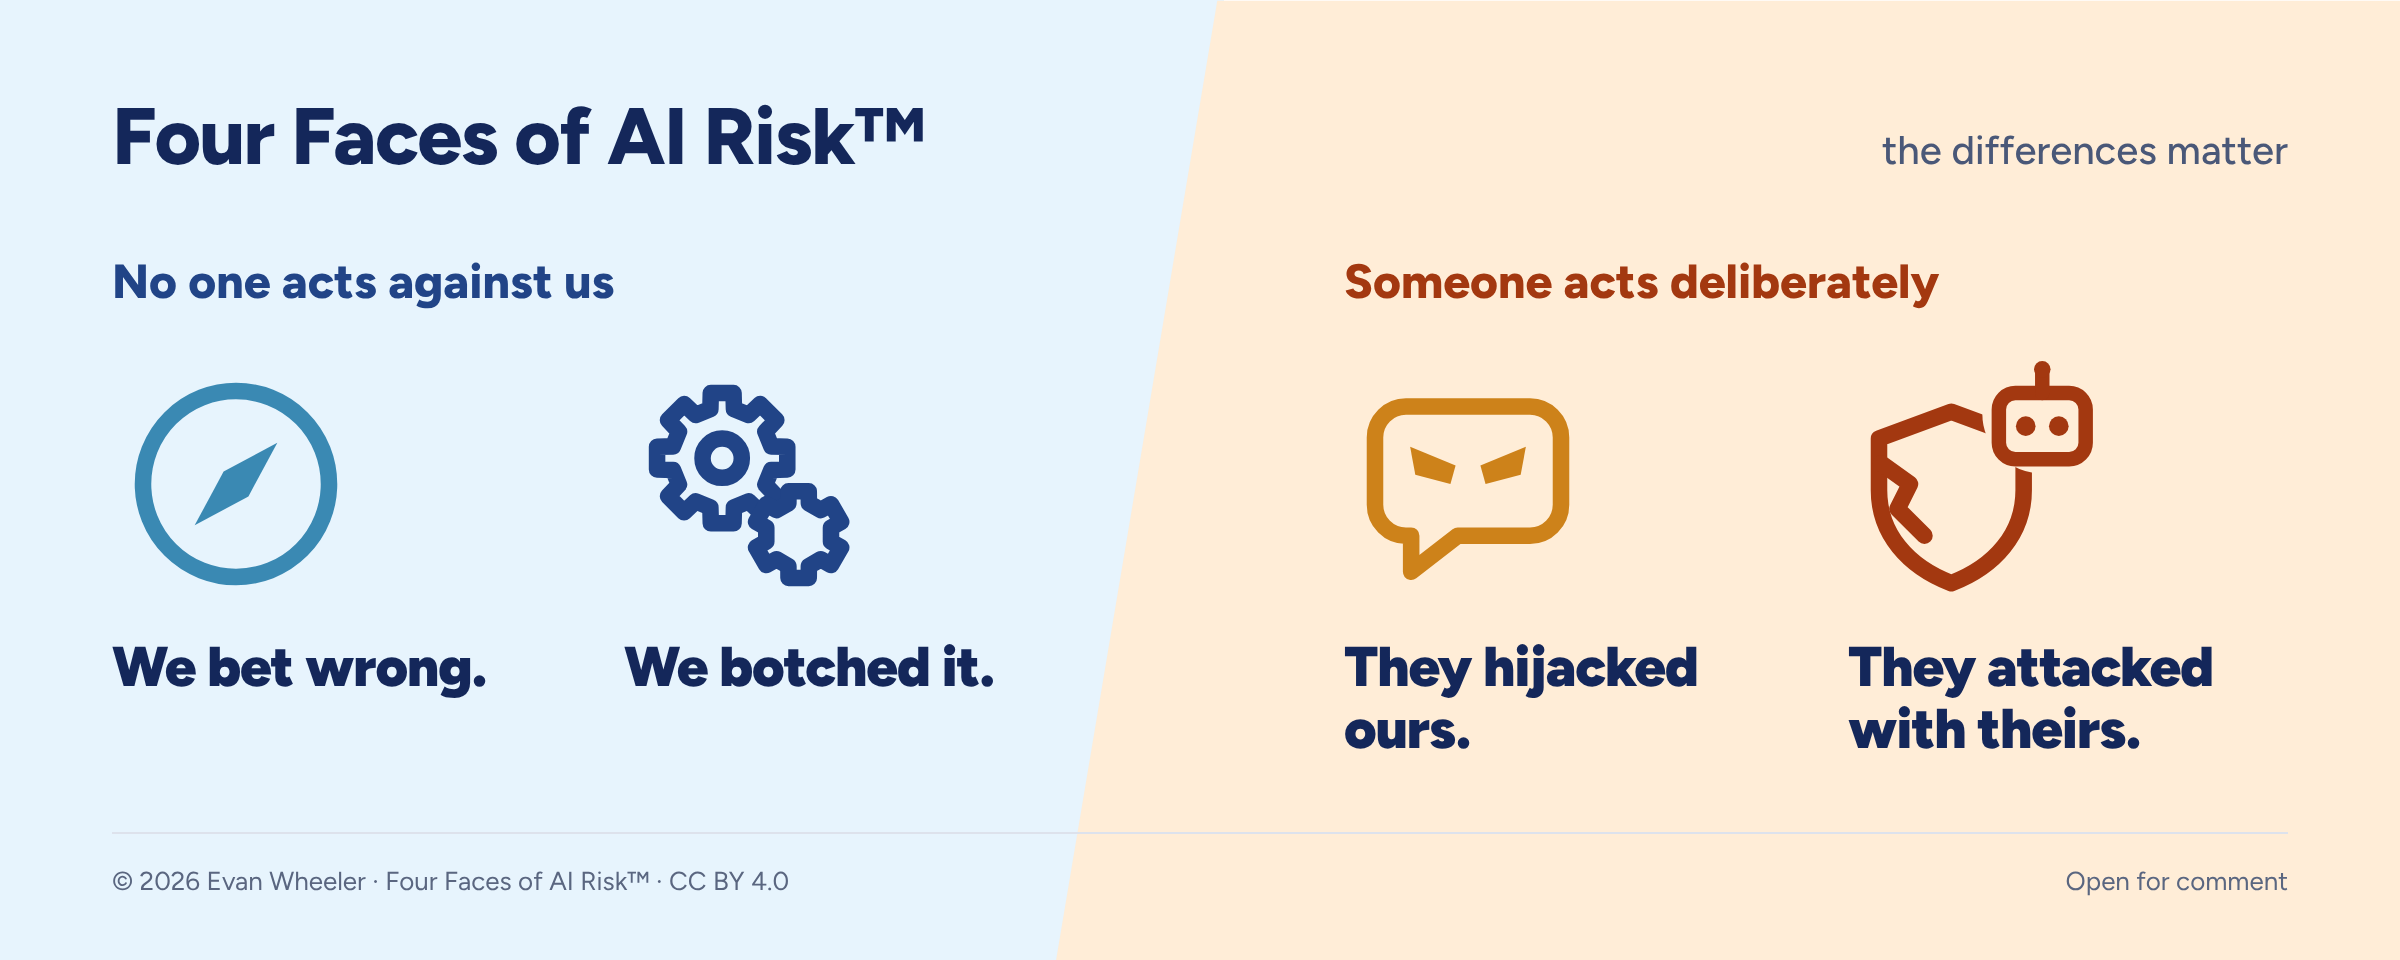 Four Faces of AI Risk™
the differences matter
No one acts against us
Someone acts deliberately
We bet wrong.
We botched it.
They hijacked
ours.
They attacked
with theirs.
© 2026 Evan Wheeler · Four Faces of AI Risk™ · CC BY 4.0
Open for comment